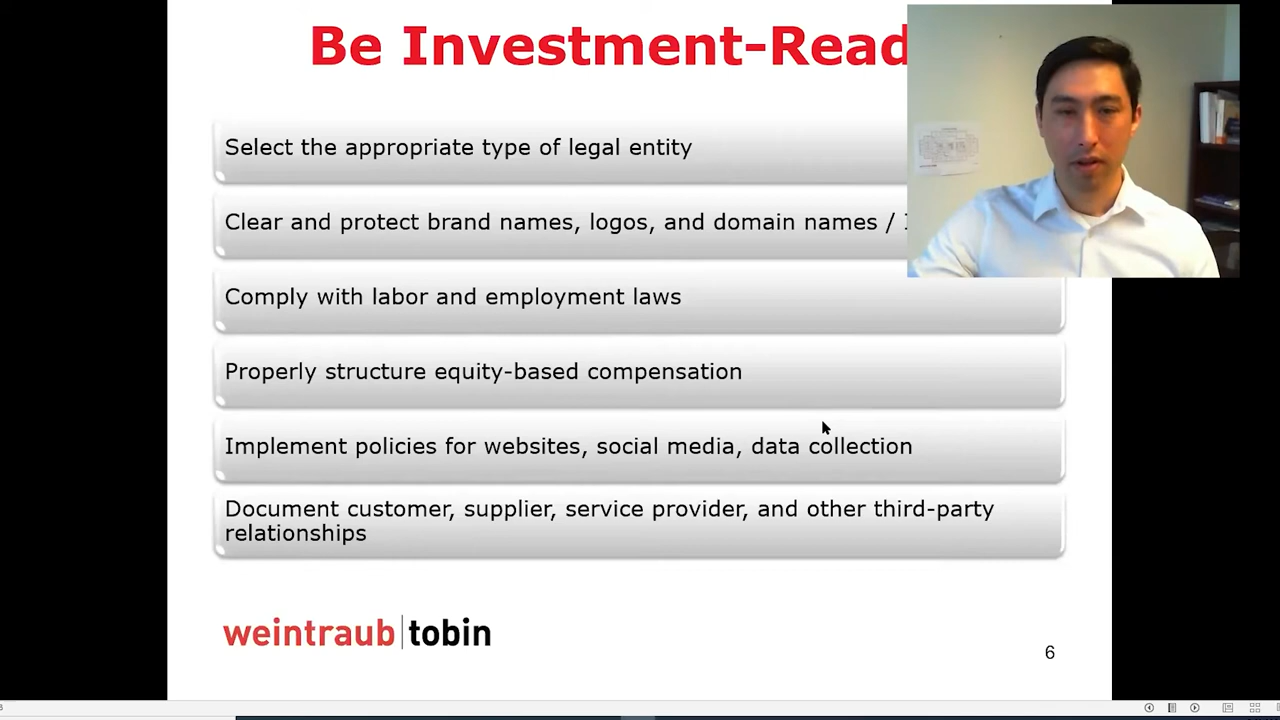 Be Investment-Read
Select the appropriate type of legal entity
Clear and protect brand names, logos, and domain names /
Comply with labor and employment laws
Properly structure equity-based compensation
Implement policies for websites, social media, data collection
Document customer, supplier, service provider, and other third-party
relationships
weintraub tobin
6